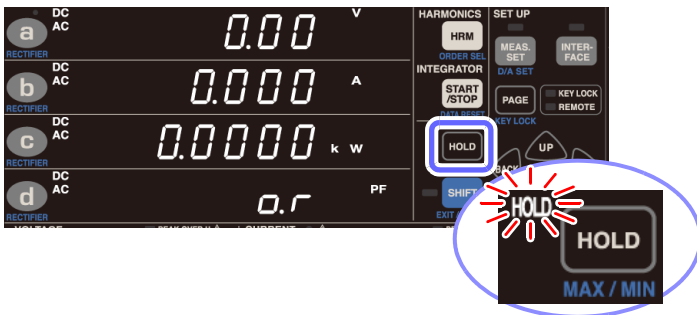 DC
AC
a
RECTIFIER
0.00
V
DC
AC
b
RECTIFIER
0.000
A
DC
AC
C
RECTIFIER
0.0000
k W
DC
AC
d
RECTIFIER
o.r
PF
HARMONICS
HRM
ORDER SEL
INTEGRATOR
START
/STOP
DATA RESET
HOLD
SHIFT
EXIT /
SET UP
MEAS.
SET
D/A SET
INTER-
FACE
PAGE
KEY LOCK
KEY LOCK
REMOTE
UP
BACK
VOLTAGE
CURRENT
HOLD
HOLD
MAX / MIN